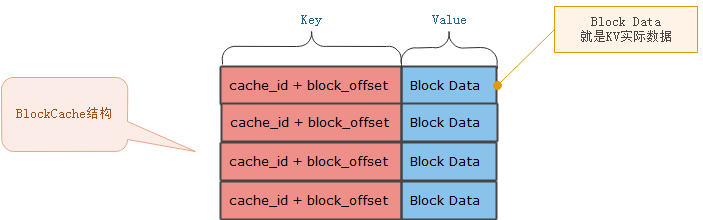 Key
Value
Block Data
就是KV实际数据
cache_id + block_offset
Block Data
BlockCache结构
cache_id + block_offset
Block Data
cache_id + block_offset
Block Data
cache_id + block_offset
Block Data